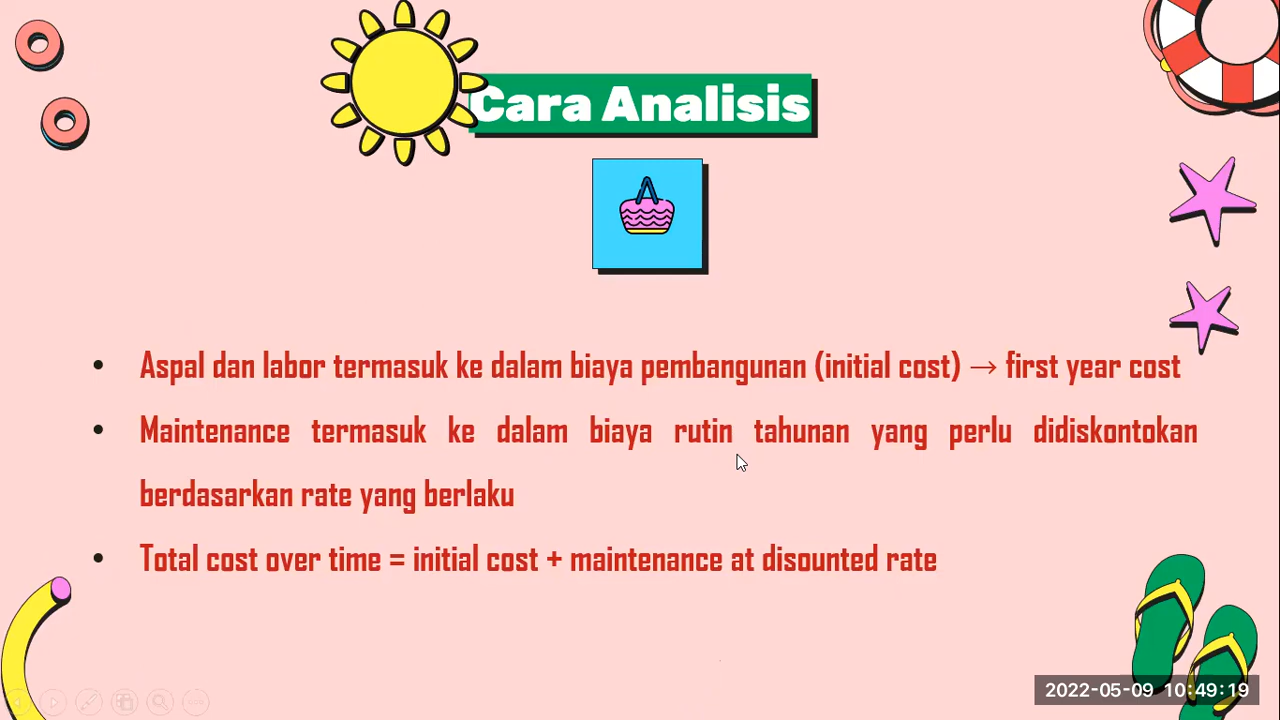 Cara Analisis
• Aspal dan labor termasuk ke dalam biaya pembangunan (initial cost) → first year cost
• Maintenance termasuk ke dalam biaya rutin tahunan yang perlu didiskontokan
berdasarkan rate yang berlaku
• Total cost over time = initial cost + maintenance at disounted rate
2022-05-09 10:49:19